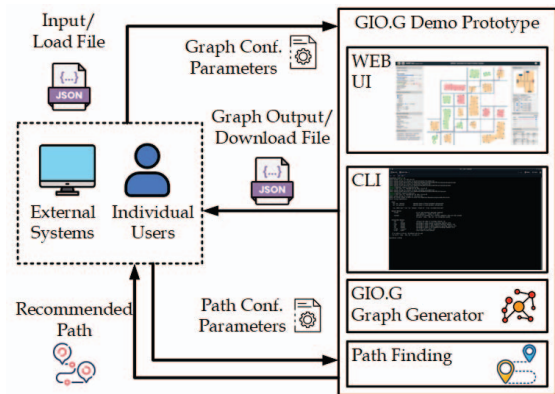 Input/
Load File
{...}
JSON
Graph Conf.
Parameters
Graph Output/
Download File
{...}
JSON
External
Systems
Individual
Users
Recommended
Path
Path Conf.
Parameters
GIO.G Demo Prototype
WEB
UI
CLI
GIO.G
Graph Generator
Path Finding